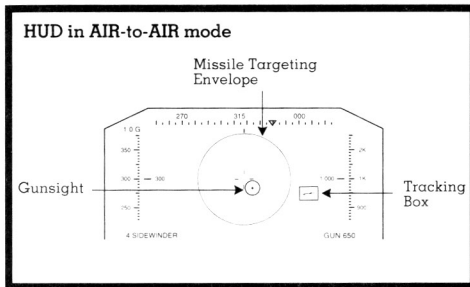 HUD in AIR-to-AIR mode
Missile Targeting
Envelope
270 315 000
1.0 G
350 2K
Gunsight
300 300 1 000 1K
Tracking
Box
250 900
4 SIDEWINDER GUN 650